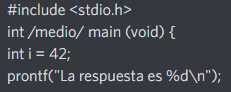 #include <stdio.h>
int /medio/ main (void) {
int i = 42;
prontf("La respuesta es %d\n");